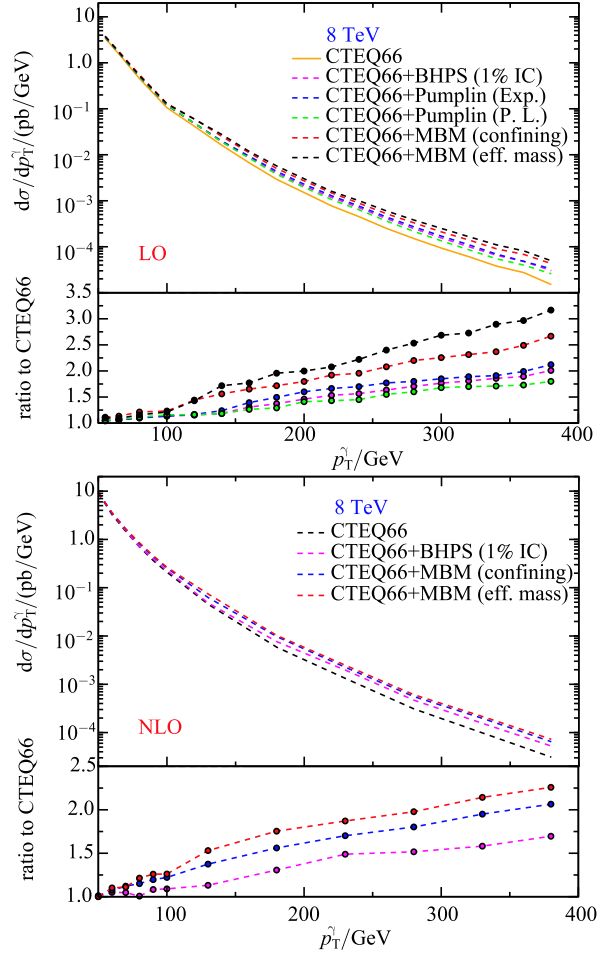 10
8 TeV
CTEQ66
1.0
CTEQ66+BHPS (1% IC)
CTEQ66+Pumplin (Exp.)
10⁻¹
CTEQ66+Pumplin (P. L.)
CTEQ66+MBM (confining)
CTEQ66+MBM (eff. mass)
10⁻²
dσ/dp_T^γ/(pb/GeV)
10⁻³
10⁻⁴
LO
3.5
3.0
2.5
2.0
1.5
1.0
ratio to CTEQ66
100 200 300 400
p_T^γ/GeV
10
8 TeV
CTEQ66
1.0
CTEQ66+BHPS (1% IC)
CTEQ66+MBM (confining)
10⁻¹
CTEQ66+MBM (eff. mass)
10⁻²
dσ/dp_T^γ/(pb/GeV)
10⁻³
10⁻⁴
NLO
2.5
2.0
1.5
1.0
ratio to CTEQ66
100 200 300 400
p_T^γ/GeV